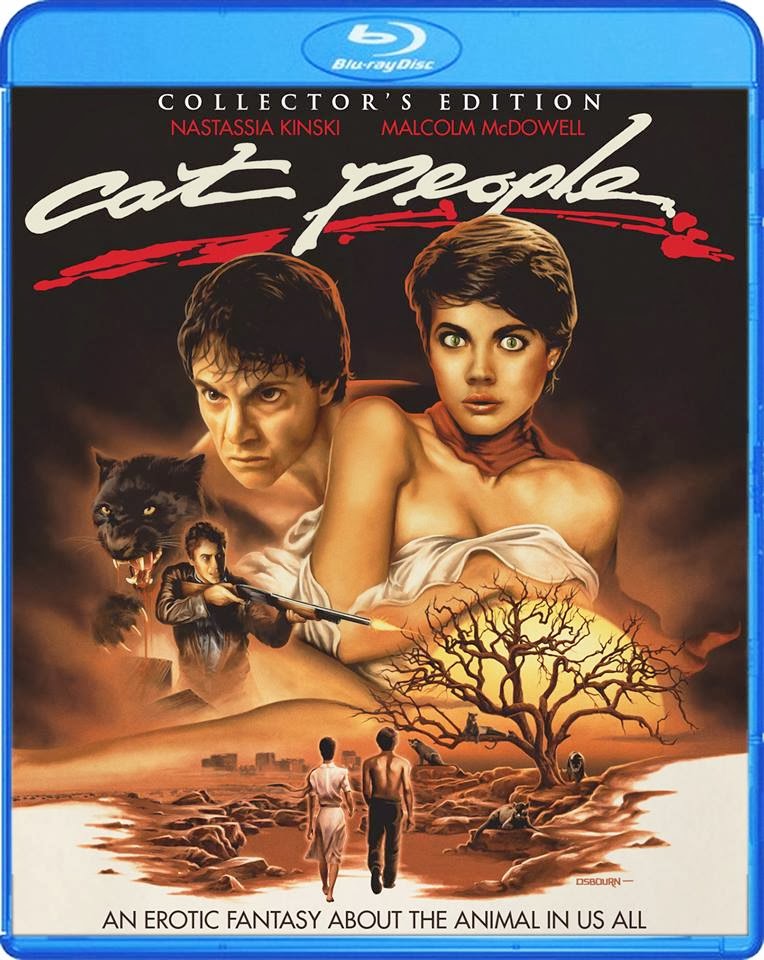 Blu-ray Disc
COLLECTOR'S EDITION
NASTASSIA KINSKI MALCOLM McDOWELL
cat people
OSBOURN
AN EROTIC FANTASY ABOUT THE ANIMAL IN US ALL